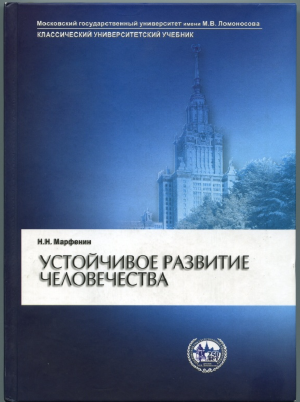 Московский государственный университет имени М.В. Ломоносова
КЛАССИЧЕСКИЙ УНИВЕРСИТЕТСКИЙ УЧЕБНИК
Н.Н. Марфенин
УСТОЙЧИВОЕ РАЗВИТИЕ
ЧЕЛОВЕЧЕСТВА